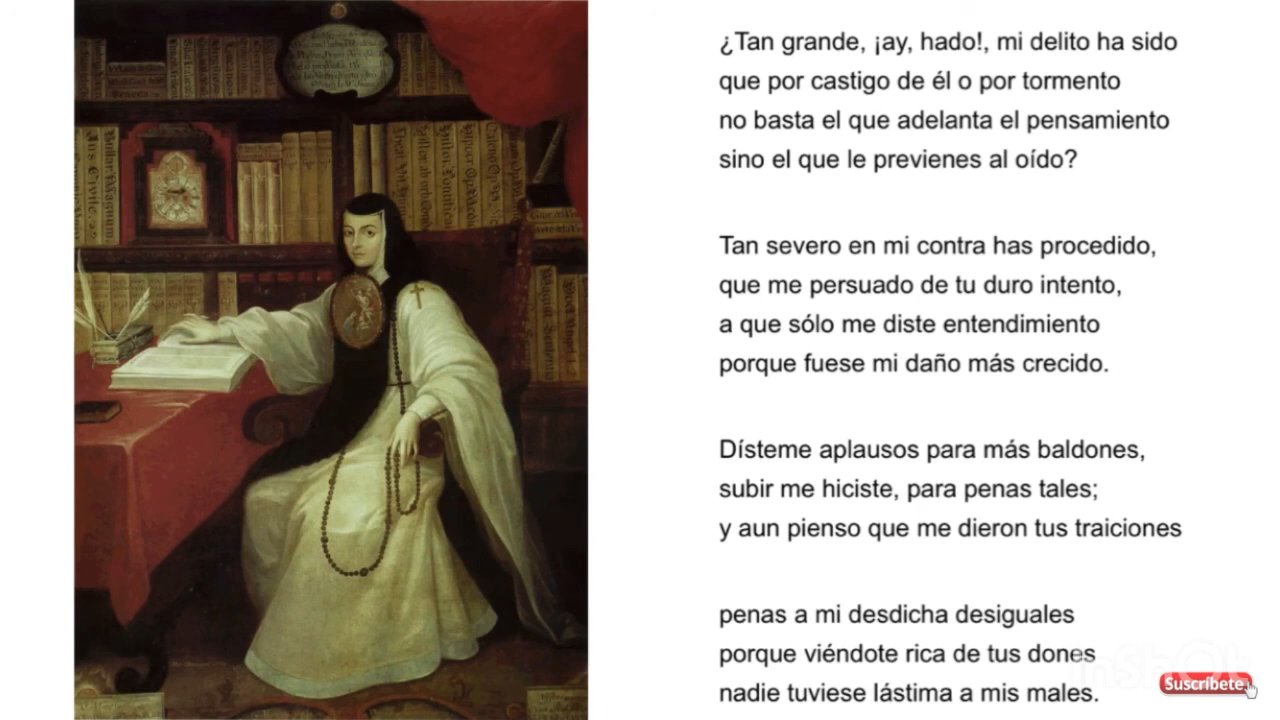 ¿Tan grande, ¡ay, hado!, mi delito ha sido
que por castigo de él o por tormento
no basta el que adelanta el pensamiento
sino el que le previenes al oído?
Tan severo en mi contra has procedido,
que me persuado de tu duro intento,
a que sólo me diste entendimiento
porque fuese mi daño más crecido.
Dísteme aplausos para más baldones,
subir me hiciste, para penas tales;
y aun pienso que me dieron tus traiciones
penas a mi desdicha desiguales
porque viéndote rica de tus dones
nadie tuviese lástima a mis males.
InShOt
Suscríbete